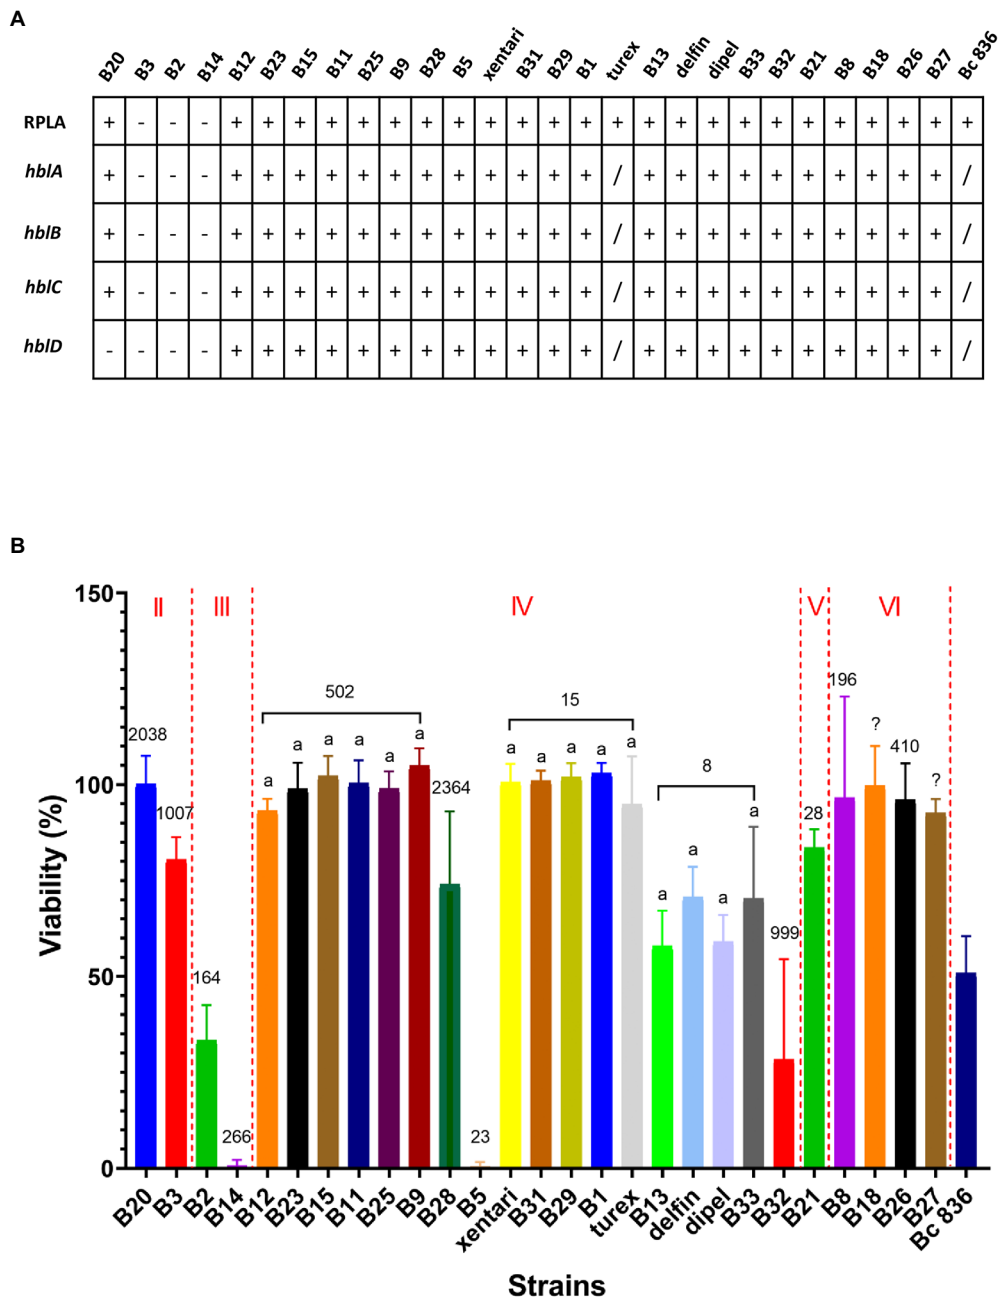 A
B20 B3 B2 B14 B12 B23 B15 B11 B25 B9 B28 B5 xentari B31 B29 B1 turex B13 delfin dipel B33 B32 B21 B8 B18 B26 B27 Bc 836
RPLA + - - - + + + + + + + + + + + + + + + + + + + + + + + +
hblA + - - - + + + + + + + + + + + + / + + + + + + + + + + /
hblB + - - - + + + + + + + + + + + + / + + + + + + + + + + /
hblC + - - - + + + + + + + + + + + + / + + + + + + + + + + /
hblD - - - - + + + + + + + + + + + + / + + + + + + + + + + /
B
150
II III IV V VI
196
502
15
?
2038
a a a a a a
a a a a a
410
8
?
100
2364
1007
28
a a a a
Viability (%)
999
164
50
266
23
0
B20 B3 B2 B14 B12 B23 B15 B11 B25 B9 B28 B5 xentari B31 B29 B1 turex B13 delfin dipel B33 B32 B21 B8 B18 B26 B27 Bc 836
Strains